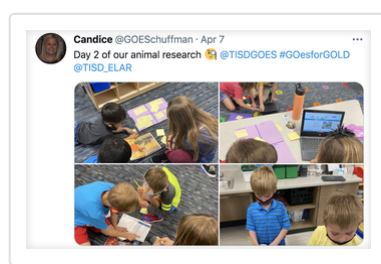 Candice @GOESchuffman · Apr 7
Day 2 of our animal research 🧐 @TISDGOES #GOesforGOLD
@TISD_ELAR